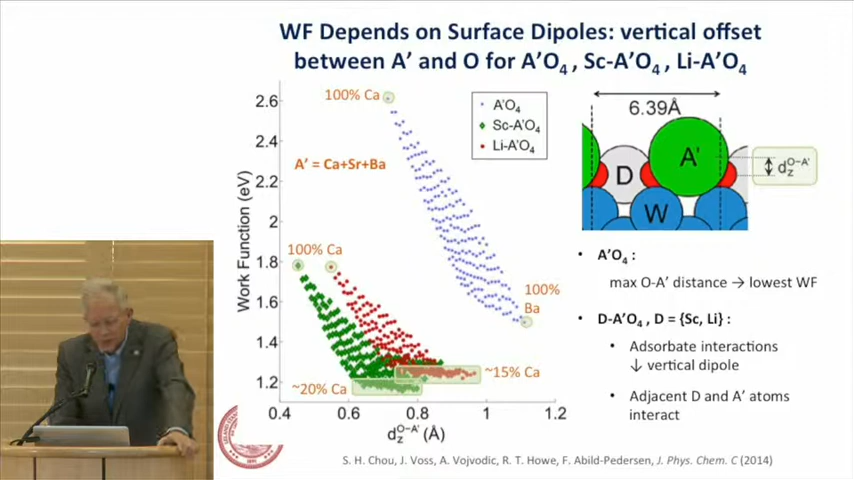 WF Depends on Surface Dipoles: vertical offset
between A' and O for A'O₄ , Sc-A'O₄ , Li-A'O₄
2.6
2.4
2.2
2
1.8
1.6
1.4
1.2
Work Function (eV)
0.4
0.6
0.8
1
1.2
d_z^O−A' (Å)
100% Ca
A' = Ca+Sr+Ba
100% Ca
100%
Ba
~15% Ca
~20% Ca
A'O₄
Sc-A'O₄
Li-A'O₄
6.39Å
D
A'
W
d_z^O−A'
• A'O₄ :
max O-A' distance → lowest WF
• D-A'O₄ , D = {Sc, Li} :
• Adsorbate interactions
↓ vertical dipole
• Adjacent D and A' atoms
interact
S. H. Chou, J. Voss, A. Vojvodic, R. T. Howe, F. Abild-Pedersen, J. Phys. Chem. C (2014)